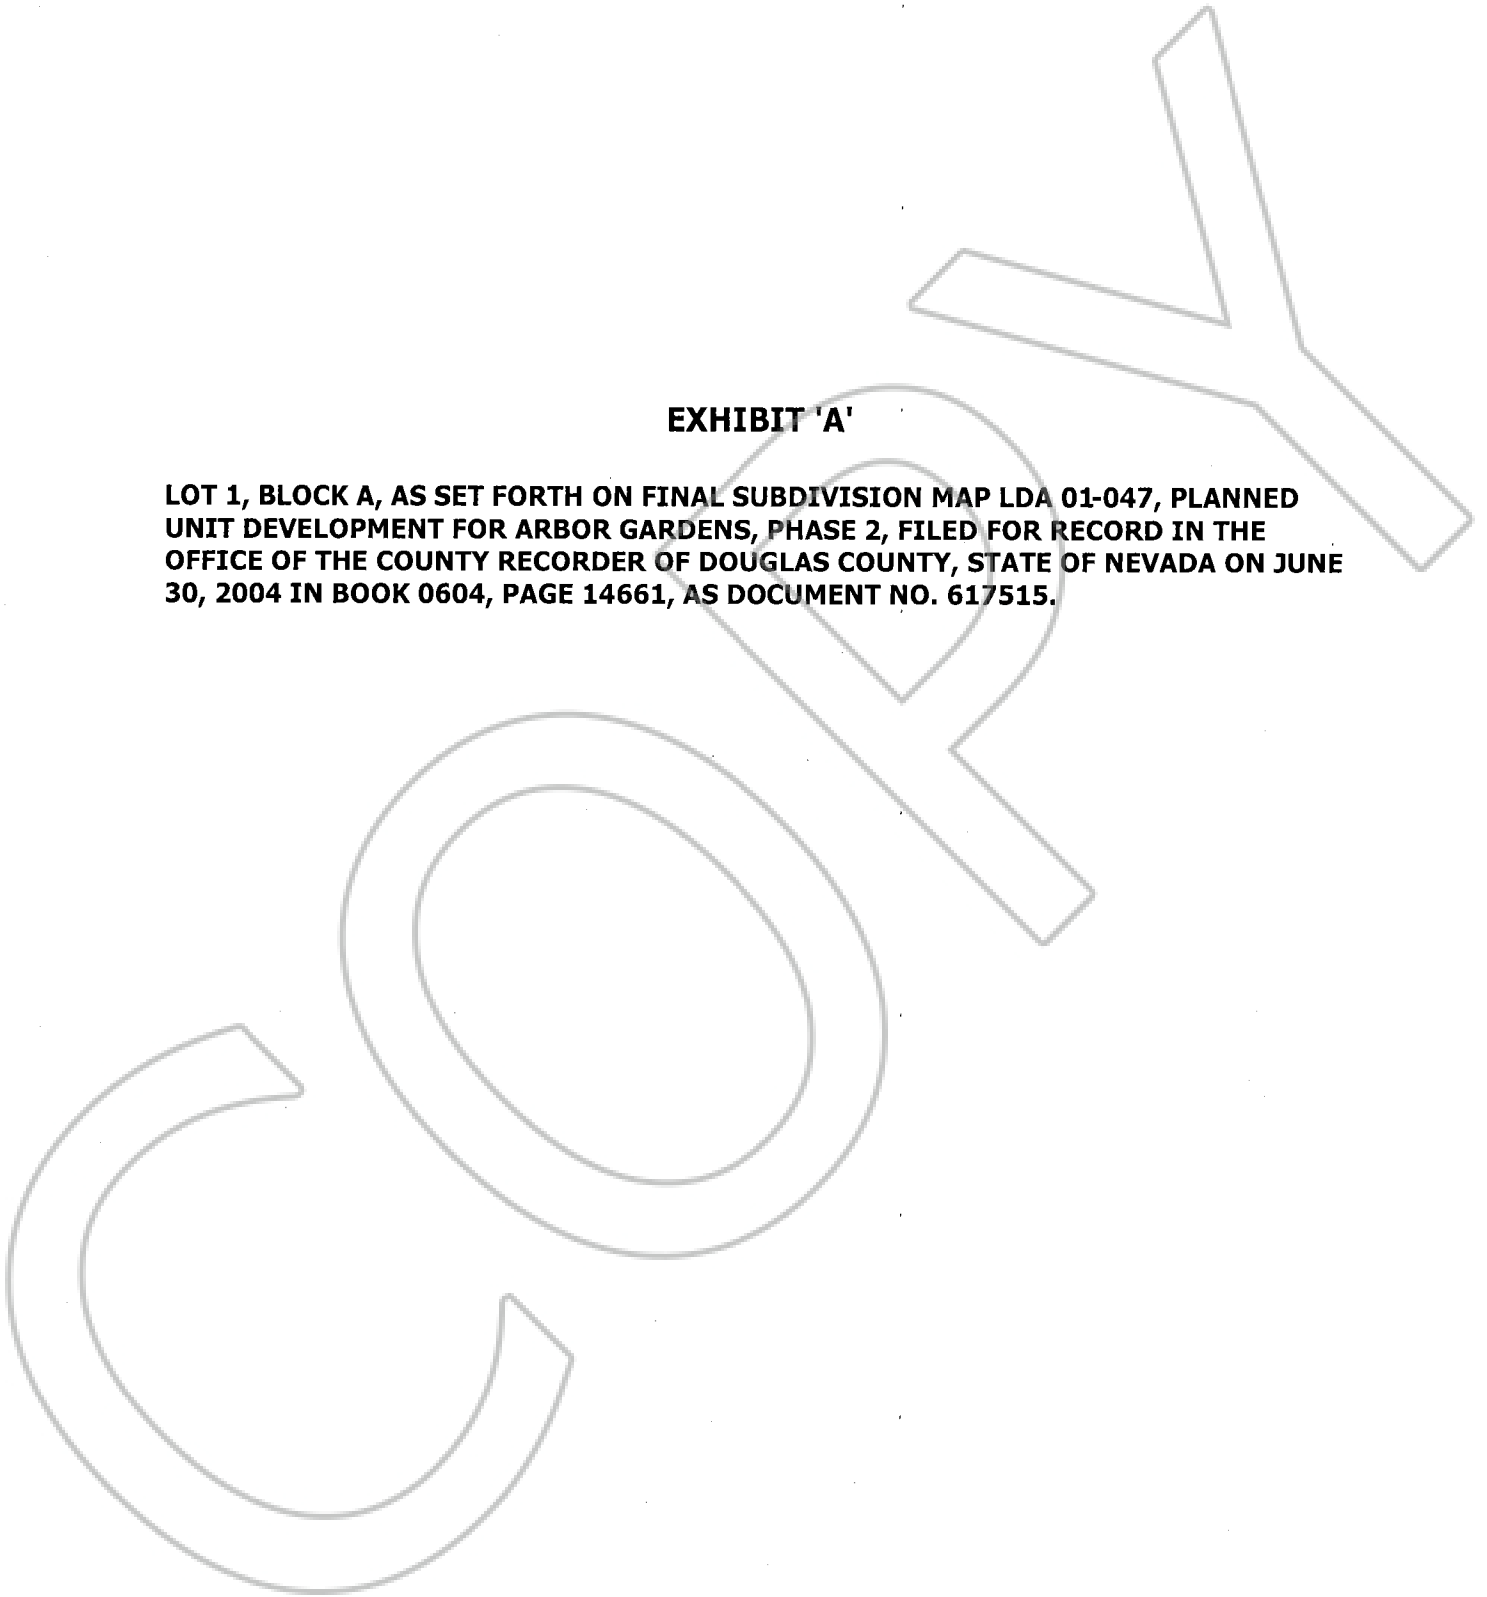 EXHIBIT 'A'
LOT 1, BLOCK A, AS SET FORTH ON FINAL SUBDIVISION MAP LDA 01-047, PLANNED
UNIT DEVELOPMENT FOR ARBOR GARDENS, PHASE 2, FILED FOR RECORD IN THE
OFFICE OF THE COUNTY RECORDER OF DOUGLAS COUNTY, STATE OF NEVADA ON JUNE
30, 2004 IN BOOK 0604, PAGE 14661, AS DOCUMENT NO. 617515.
COPY